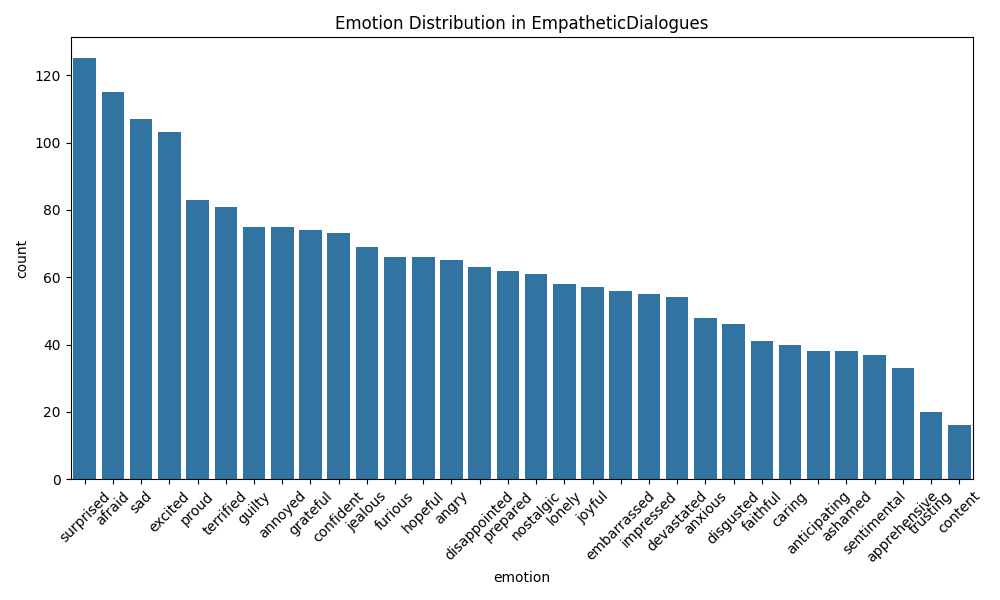 Emotion Distribution in EmpatheticDialogues
120
100
80
60
40
20
0
count
surprised
afraid
sad
excited
proud
terrified
guilty
annoyed
grateful
confident
jealous
furious
hopeful
angry
disappointed
prepared
nostalgic
lonely
joyful
embarrassed
impressed
devastated
anxious
disgusted
faithful
caring
anticipating
ashamed
sentimental
apprehensive
trusting
content
emotion